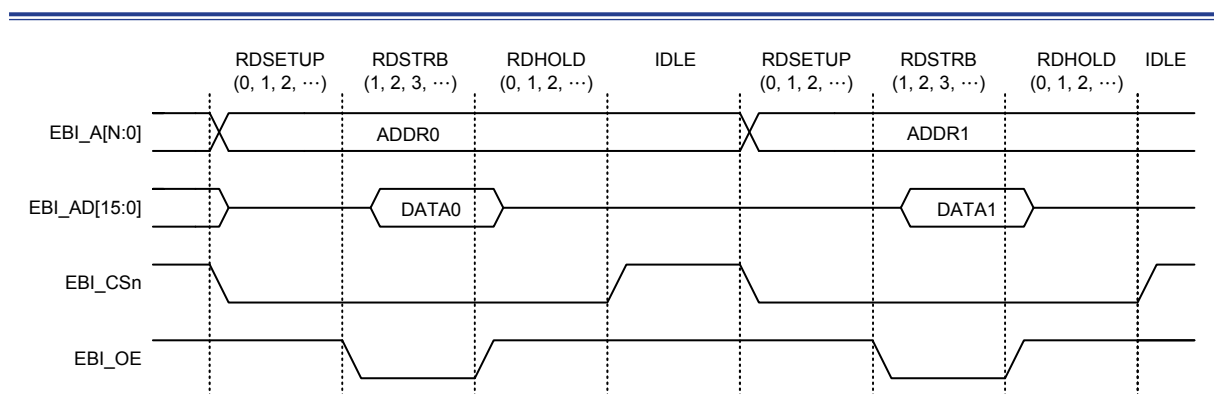 RDSETUP RDSTRB RDHOLD IDLE RDSETUP RDSTRB RDHOLD IDLE
(0, 1, 2, ⋯) (1, 2, 3, ⋯) (0, 1, 2, ⋯) (0, 1, 2, ⋯) (1, 2, 3, ⋯) (0, 1, 2, ⋯)
EBI_A[N:0] ADDR0 ADDR1
EBI_AD[15:0] DATA0 DATA1
EBI_CSn
EBI_OE